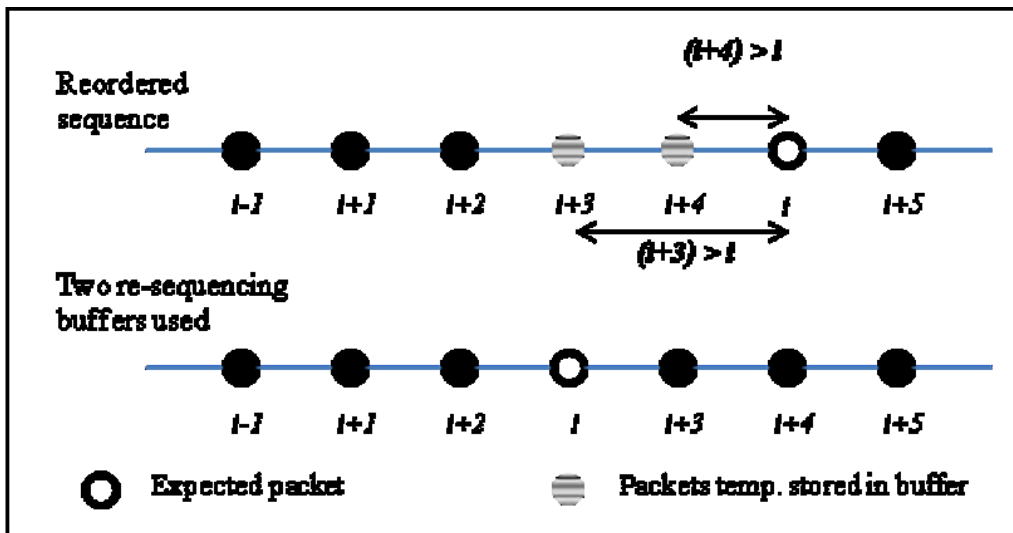 (i+4) > i
Reordered
sequence
i-1 i+1 i+2 i+3 i+4 i i+5
(i+3) > i
Two re-sequencing
buffers used
i-1 i+1 i+2 i i+3 i+4 i+5
Expected packet Packets temp. stored in buffer